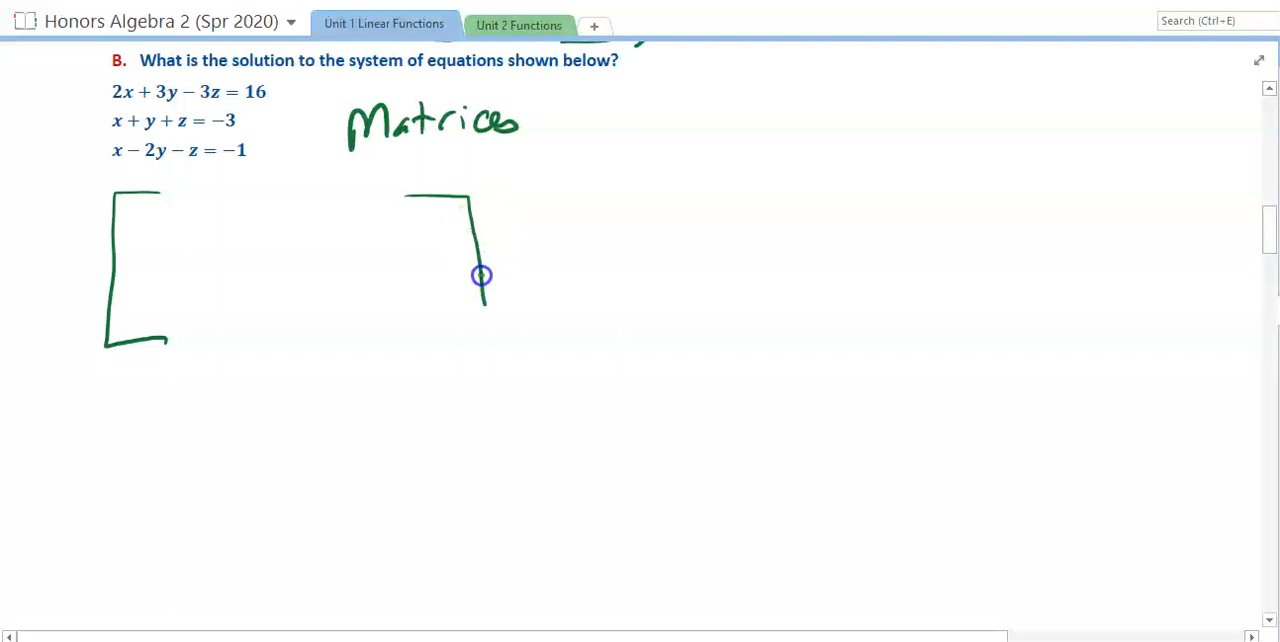 Honors Algebra 2 (Spr 2020) Unit 1 Linear Functions Unit 2 Functions + Search (Ctrl+E)
B. What is the solution to the system of equations shown below?
2x + 3y − 3z = 16
x + y + z = −3
x − 2y − z = −1
Matrices